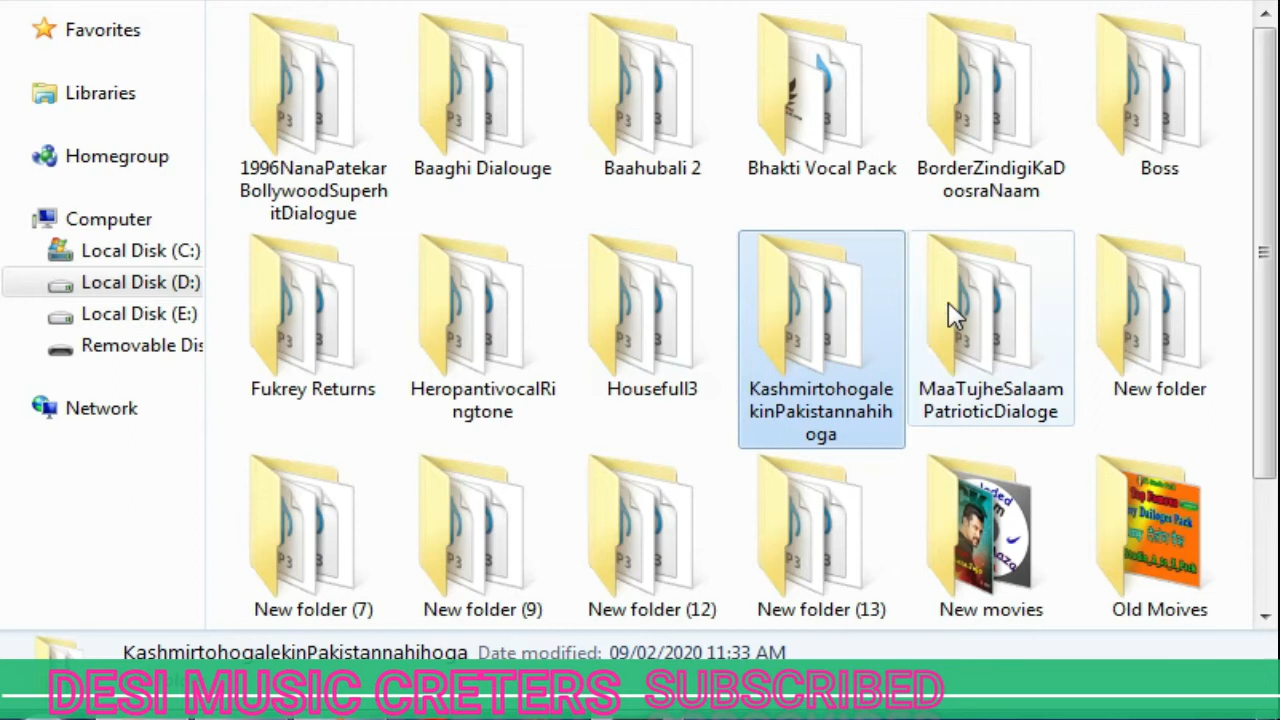 Favorites
Libraries
Homegroup
Computer
Local Disk (C:)
Local Disk (D:)
Local Disk (E:)
Removable Dis
Network
1996NanaPatekar
BollywoodSuperh
itDialogue
Baaghi Dialouge
Baahubali 2
Bhakti Vocal Pack
BorderZindigiKaD
oosraNaam
Boss
Fukrey Returns
HeropantivocalRi
ngtone
Housefull3
Kashmirtohogale
kinPakistannahih
oga
MaaTujheSalaam
PatrioticDialoge
New folder
New folder (7)
New folder (9)
New folder (12)
New folder (13)
New movies
Old Moives
KashmirtohogalekinPakistannahihoga Date modified: 09/02/2020 11:33 AM
DESI MUSIC CRETERS SUBSCRIBED